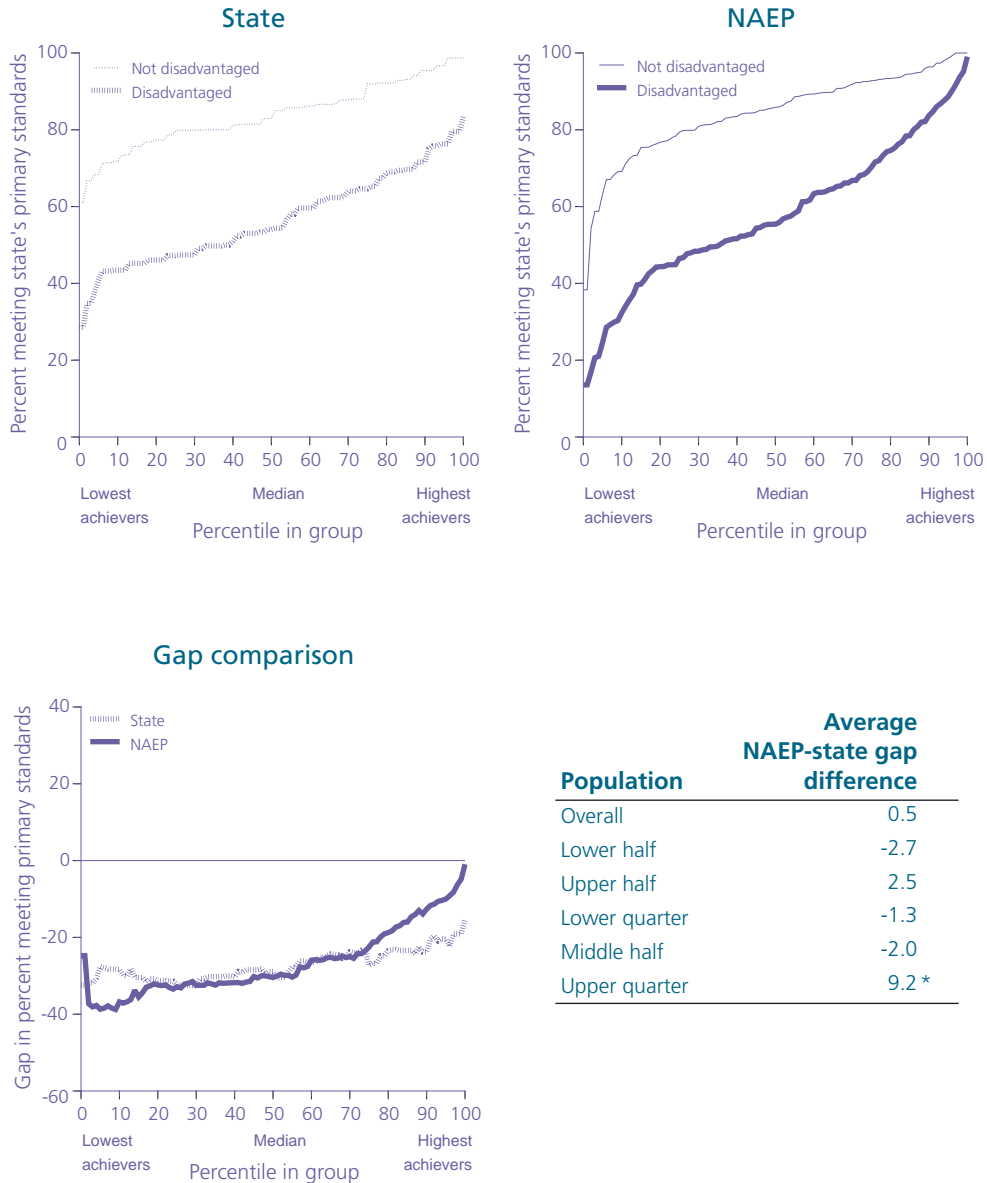 State
Percent meeting state's primary standards
100
80
60
40
20
0
Not disadvantaged
Disadvantaged
0 10 20 30 40 50 60 70 80 90 100
Lowest achievers
Median
Highest achievers
Percentile in group
NAEP
Percent meeting state's primary standards
100
80
60
40
20
0
Not disadvantaged
Disadvantaged
0 10 20 30 40 50 60 70 80 90 100
Lowest achievers
Median
Highest achievers
Percentile in group
Gap comparison
Gap in percent meeting primary standards
40
20
0
-20
-40
-60
State
NAEP
0 10 20 30 40 50 60 70 80 90 100
Lowest achievers
Median
Highest achievers
Percentile in group
Average
NAEP-state gap
Population difference
Overall 0.5
Lower half -2.7
Upper half 2.5
Lower quarter -1.3
Middle half -2.0
Upper quarter 9.2 *